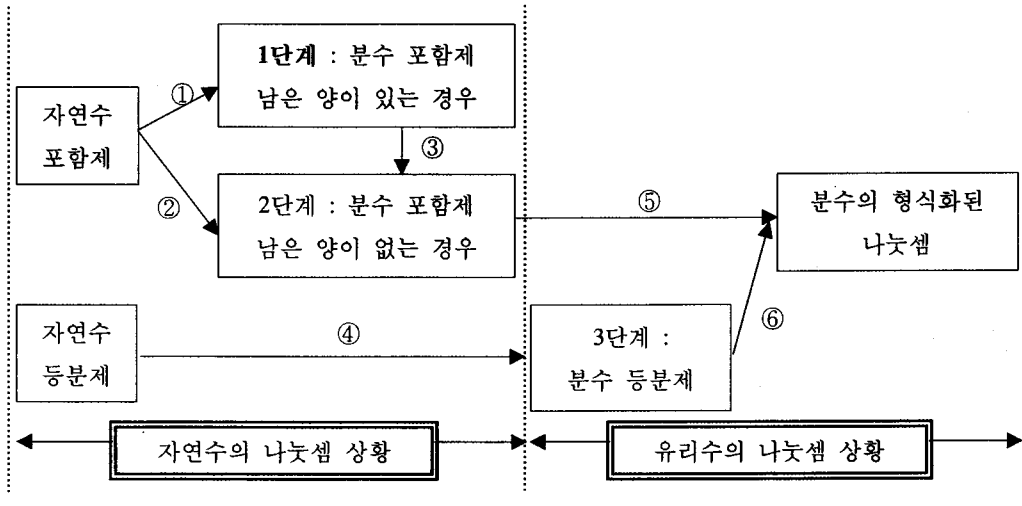 1단계 : 분수 포함제
남은 양이 있는 경우
자연수
포함제
①
②
③
2단계 : 분수 포함제
남은 양이 없는 경우
⑤
분수의 형식화된
나눗셈
자연수
등분제
④
3단계 :
분수 등분제
⑥
자연수의 나눗셈 상황
유리수의 나눗셈 상황